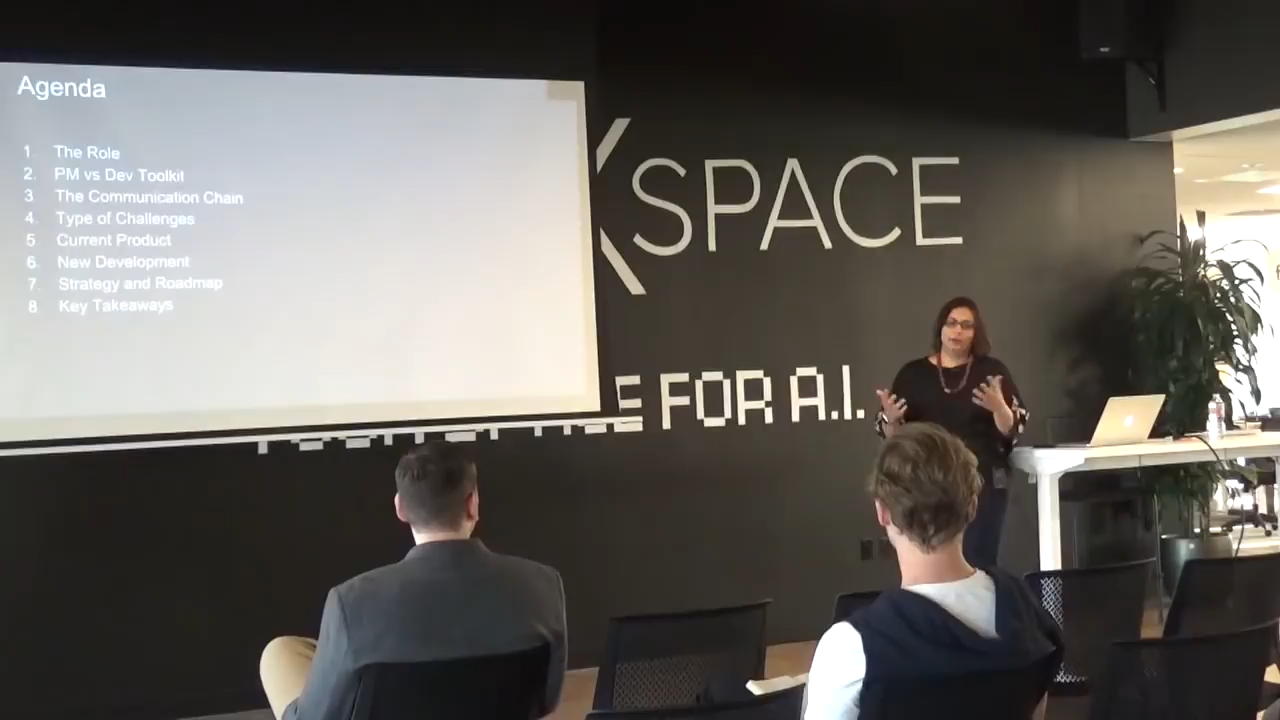 Agenda
1. The Role
2. PM vs Dev Toolkit
3. The Communication Chain
4. Type of Challenges
5. Current Product
6. New Development
7. Strategy and Roadmap
8. Key Takeaways
SPACE
FOR A.I.